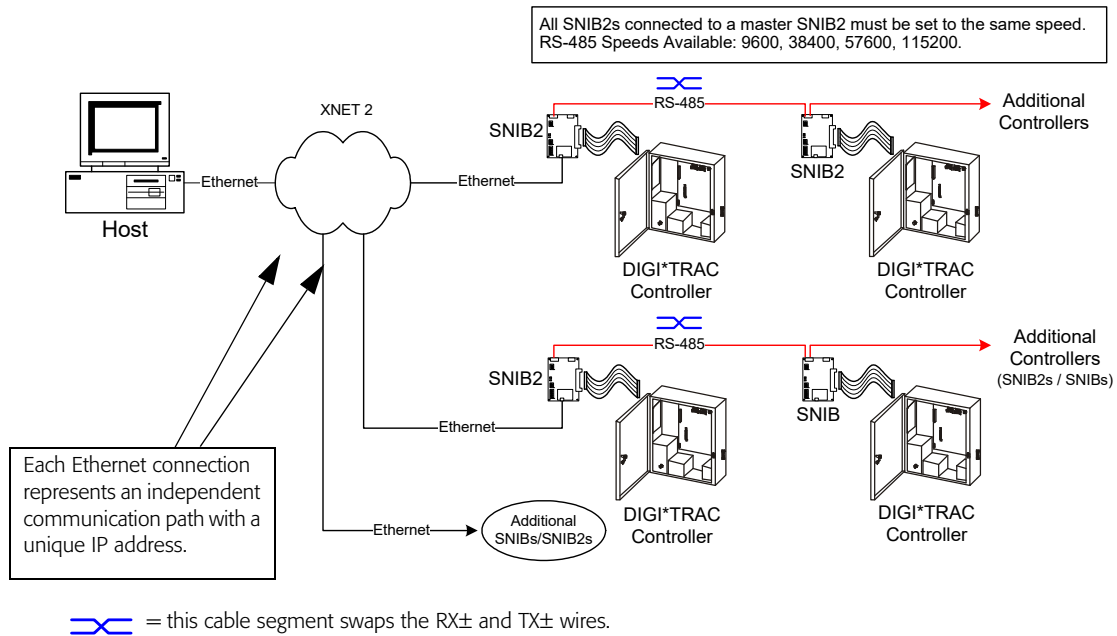 All SNIB2s connected to a master SNIB2 must be set to the same speed.
RS-485 Speeds Available: 9600, 38400, 57600, 115200.
XNET 2
Host
Ethernet
Ethernet
SNIB2
RS-485
SNIB2
Additional
Controllers
DIGI*TRAC
Controller
DIGI*TRAC
Controller
SNIB2
RS-485
SNIB
Additional
Controllers
(SNIB2s / SNIBs)
Ethernet
DIGI*TRAC
Controller
DIGI*TRAC
Controller
Each Ethernet connection
represents an independent
communication path with a
unique IP address.
Ethernet
Additional
SNIBs/SNIB2s
= this cable segment swaps the RX± and TX± wires.